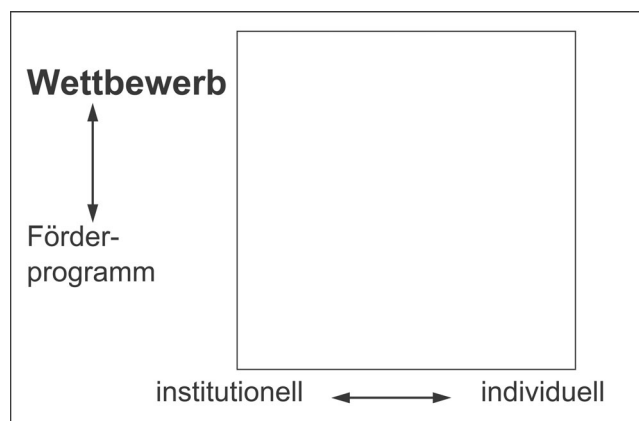 Wettbewerb
Förder-
programm
institutionell
individuell